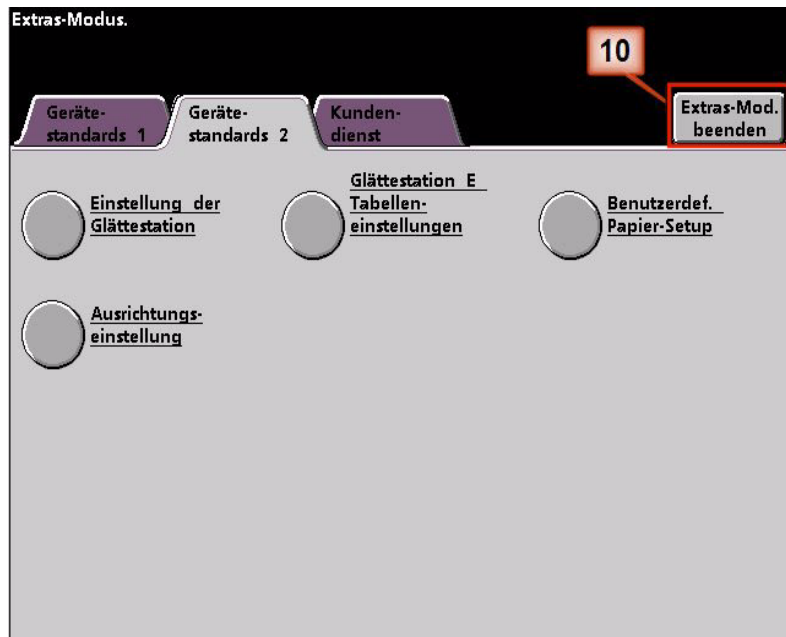 Extras-Modus.
10
Geräte-
standards 1
Geräte-
standards 2
Kunden-
dienst
Extras-Mod.
beenden
Einstellung der
Glättestation
Glättestation E
Tabellen-
einstellungen
Benutzerdef.
Papier-Setup
Ausrichtungs-
einstellung